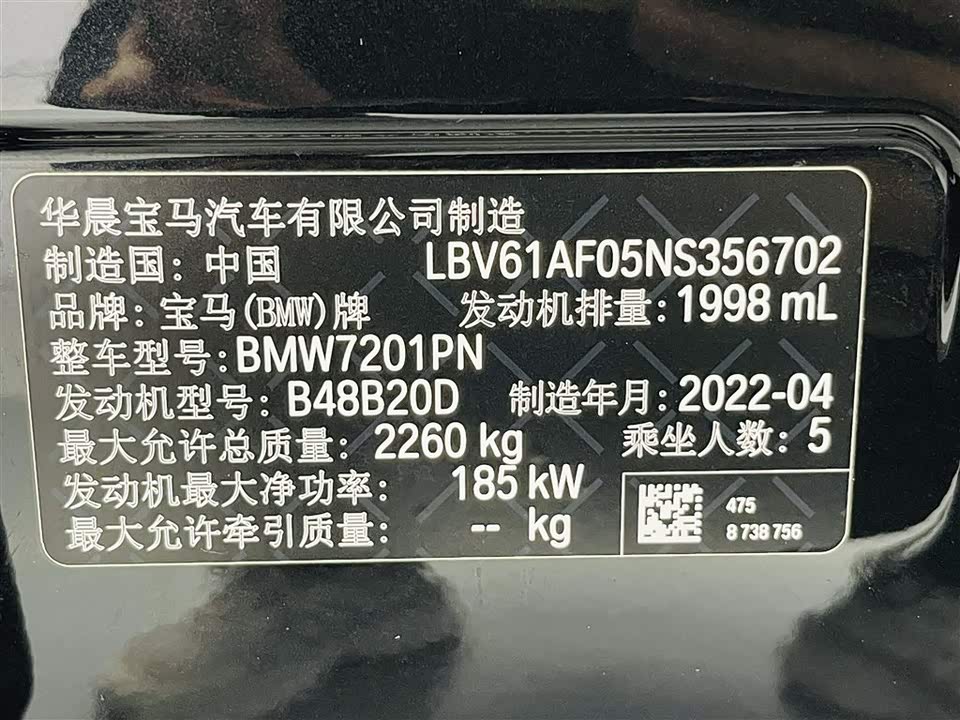 华晨宝马汽车有限公司制造
制造国：中国 LBV61AF05NS356702
品牌：宝马(BMW)牌 发动机排量：1998 mL
整车型号：BMW7201PN
发动机型号：B48B20D 制造年月：2022-04
最大允许总质量：2260 kg 乘坐人数：5
发动机最大净功率：185 kW
最大允许牵引质量：-- kg
475
8 738 756